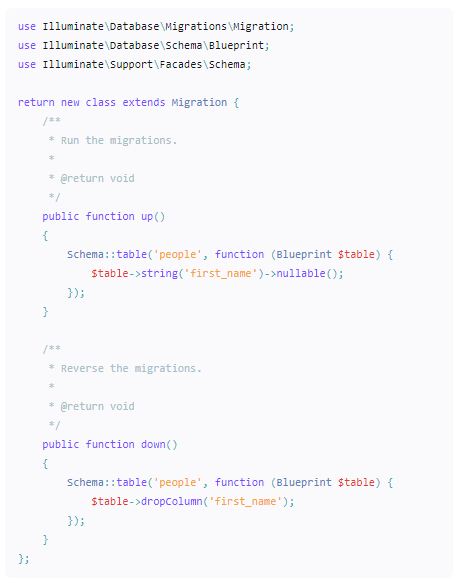 use Illuminate\Database\Migrations\Migration;
use Illuminate\Database\Schema\Blueprint;
use Illuminate\Support\Facades\Schema;

return new class extends Migration {
    /**
     * Run the migrations.
     *
     * @return void
     */
    public function up()
    {
        Schema::table('people', function (Blueprint $table) {
            $table->string('first_name')->nullable();
        });
    }

    /**
     * Reverse the migrations.
     *
     * @return void
     */
    public function down()
    {
        Schema::table('people', function (Blueprint $table) {
            $table->dropColumn('first_name');
        });
    }
};